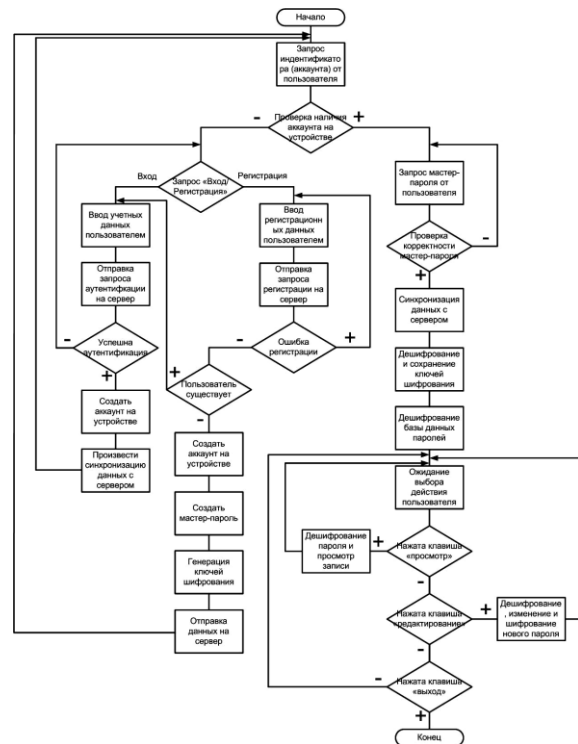 Начало
Запрос
индентификато
ра (аккаунта) от
пользователя
-
Проверка наличия
аккаунта на
устройстве
+
Вход
Запрос «Вход/
Регистрация»
Регистрация
Запрос мастер-
пароля от
пользователя
Ввод учетных
данных
пользователем
Ввод
регистрационн
ых данных
пользователем
Проверка
корректности
мастер-пароля
-
+
Отправка
запроса
аутентификации
на сервер
Отправка
запроса
регистрации на
сервер
Синхронизация
данных с
сервером
-
Успешна
аутентификация
+
-
Ошибка
регистрации
+
Дешифрование
и сохранение
ключей
шифрования
+
Пользователь
существует
-
Создать
аккаунт на
устройстве
Дешифрование
базы данных
паролей
Произвести
синхронизацию
данных с
сервером
Создать
аккаунт на
устройстве
Ожидание
выбора
действия
пользователя
Создать
мастер-пароль
Дешифрование
пароля и
просмотр
записи
+
Нажата клавиша
«просмотр»
-
Генерация
ключей
шифрования
Нажата клавиша
«редактирование»
+
Дешифрование
, изменение и
шифрование
нового пароля
-
Отправка
данных на
сервер
-
Нажата клавиша
«выход»
+
Конец